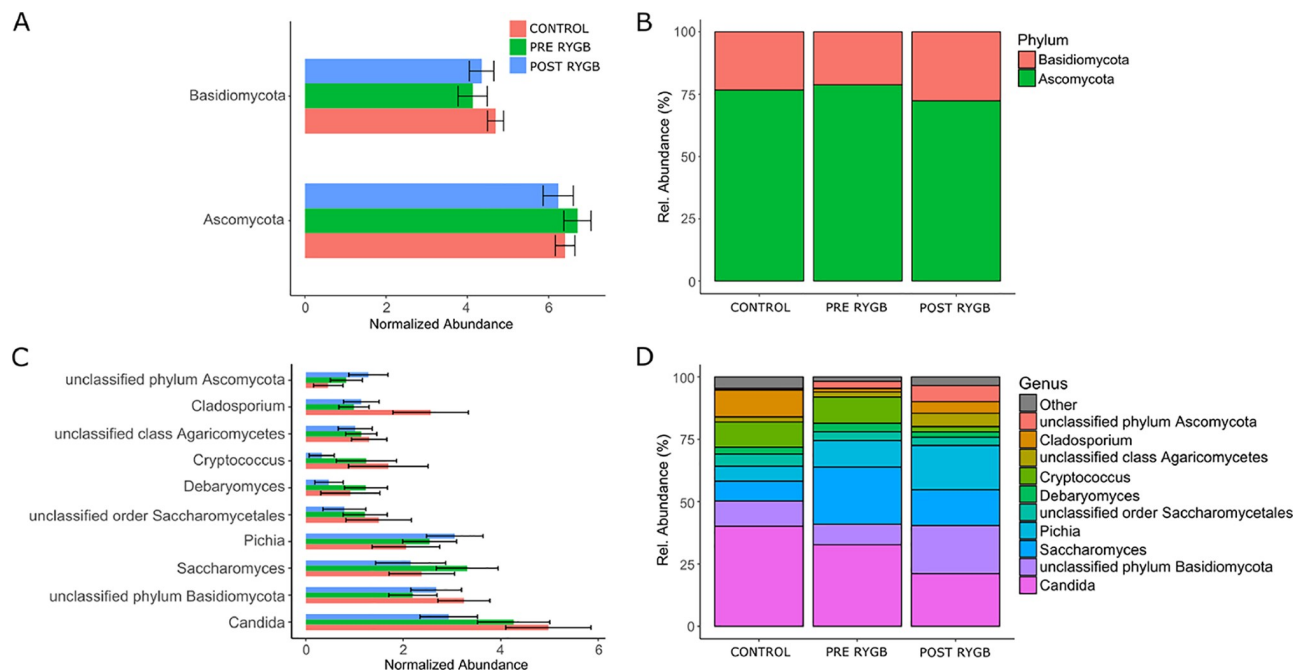 A
CONTROL
PRE RYGB
POST RYGB
Basidiomycota
Ascomycota
0
2
4
6
Normalized Abundance
B
100
75
50
25
0
Rel. Abundance (%)
CONTROL
PRE RYGB
POST RYGB
Phylum
Basidiomycota
Ascomycota
C
unclassified phylum Ascomycota
Cladosporium
unclassified class Agaricomycetes
Cryptococcus
Debaryomyces
unclassified order Saccharomycetales
Pichia
Saccharomyces
unclassified phylum Basidiomycota
Candida
0
2
4
6
Normalized Abundance
D
100
75
50
25
0
Rel. Abundance (%)
CONTROL
PRE RYGB
POST RYGB
Genus
Other
unclassified phylum Ascomycota
Cladosporium
unclassified class Agaricomycetes
Cryptococcus
Debaryomyces
unclassified order Saccharomycetales
Pichia
Saccharomyces
unclassified phylum Basidiomycota
Candida